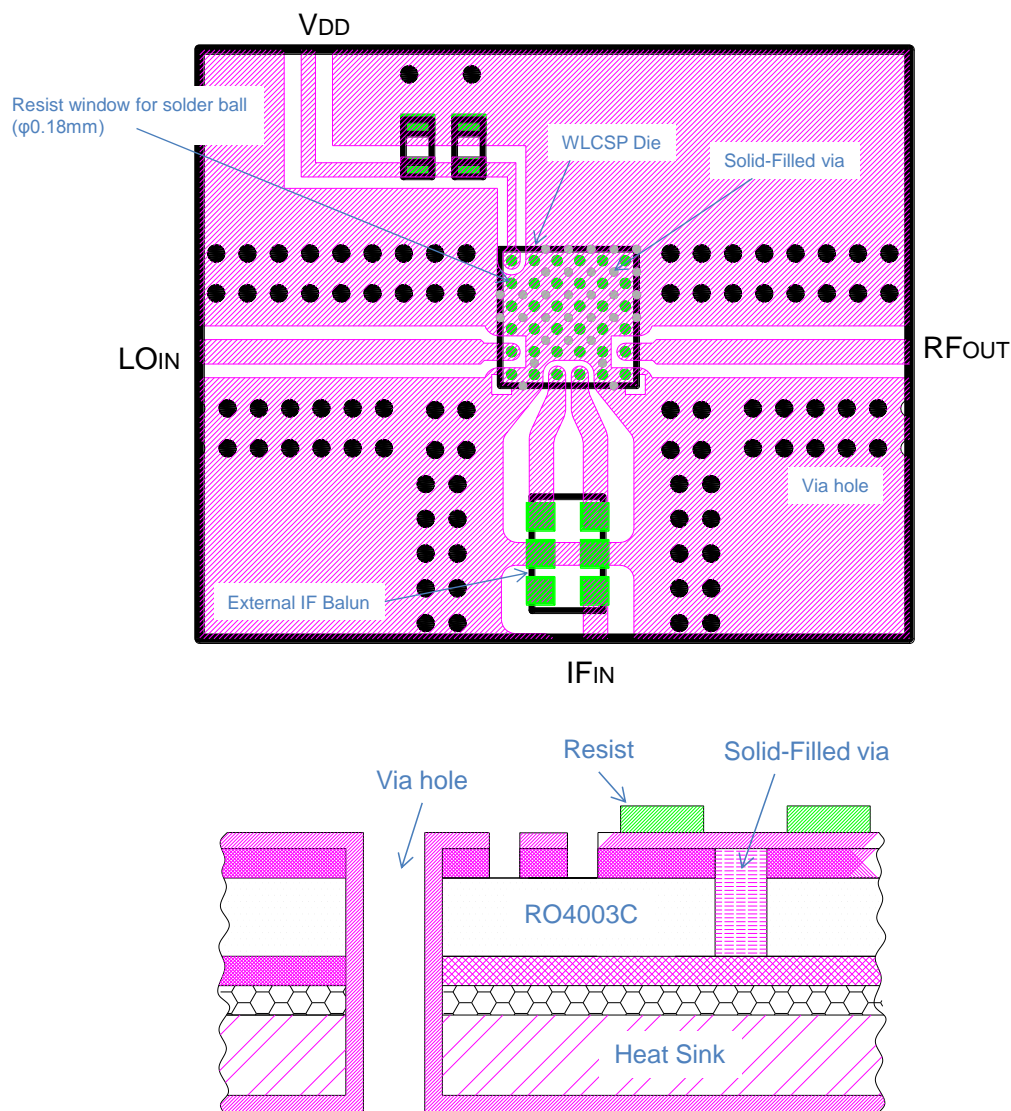 VDD
Resist window for solder ball
(φ0.18mm)
WLCSP Die
Solid-Filled via
LOIN
RFOUT
Via hole
External IF Balun
IFIN
Resist
Solid-Filled via
Via hole
RO4003C
Heat Sink